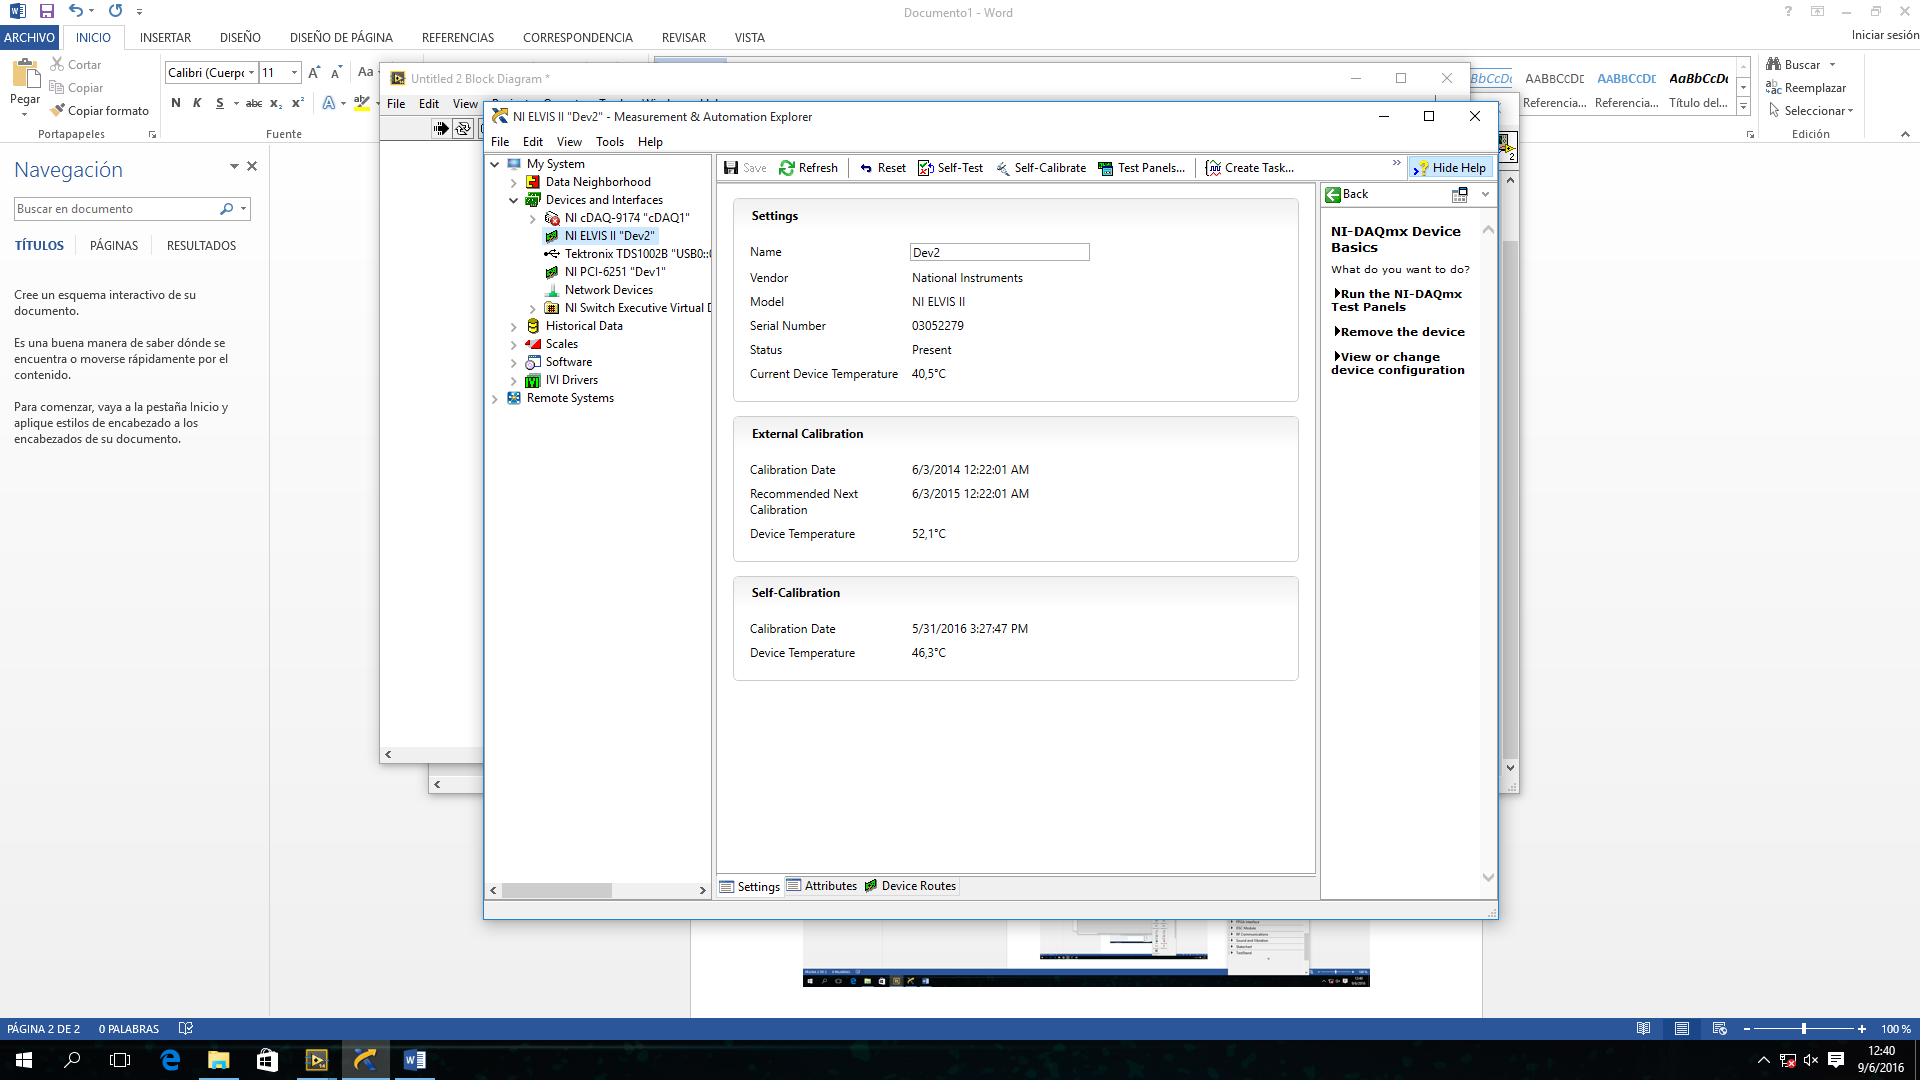 Documento1 - Word
Iniciar sesión
ARCHIVO INICIO INSERTAR DISEÑO DISEÑO DE PÁGINA REFERENCIAS CORRESPONDENCIA REVISAR VISTA
Pegar
Cortar
Copiar
Copiar formato
Portapapeles
Calibri (Cuerpo 11
Aa
N K S abc x₂ x²
Fuente
AABBCCDE AABBCCDE AaBbCcDe
Referencia... Referencia... Título del...
Buscar
Reemplazar
Seleccionar
Edición
Navegación
Buscar en documento
TÍTULOS PÁGINAS RESULTADOS
Cree un esquema interactivo de su
documento.
Es una buena manera de saber dónde se
encuentra o moverse rápidamente por el
contenido.
Para comenzar, vaya a la pestaña Inicio y
aplique estilos de encabezado a los
encabezados de su documento.
Untitled 2 Block Diagram *
File Edit View
NI ELVIS II "Dev2" - Measurement & Automation Explorer
File Edit View Tools Help
My System
Data Neighborhood
Devices and Interfaces
NI cDAQ-9174 "cDAQ1"
NI ELVIS II "Dev2"
Tektronix TDS1002B "USB0::
NI PCI-6251 "Dev1"
Network Devices
NI Switch Executive Virtual D
Historical Data
Scales
Software
IVI Drivers
Remote Systems
Save Refresh Reset Self-Test Self-Calibrate Test Panels... Create Task... » Hide Help
Settings
Name Dev2
Vendor National Instruments
Model NI ELVIS II
Serial Number 03052279
Status Present
Current Device Temperature 40,5°C
External Calibration
Calibration Date 6/3/2014 12:22:01 AM
Recommended Next
Calibration
6/3/2015 12:22:01 AM
Device Temperature 52,1°C
Self-Calibration
Calibration Date 5/31/2016 3:27:47 PM
Device Temperature 46,3°C
Settings Attributes Device Routes
Back
NI-DAQmx Device
Basics
What do you want to do?
Run the NI-DAQmx
Test Panels
Remove the device
View or change
device configuration
PÁGINA 2 DE 2 0 PALABRAS
100 %
12:40
9/6/2016